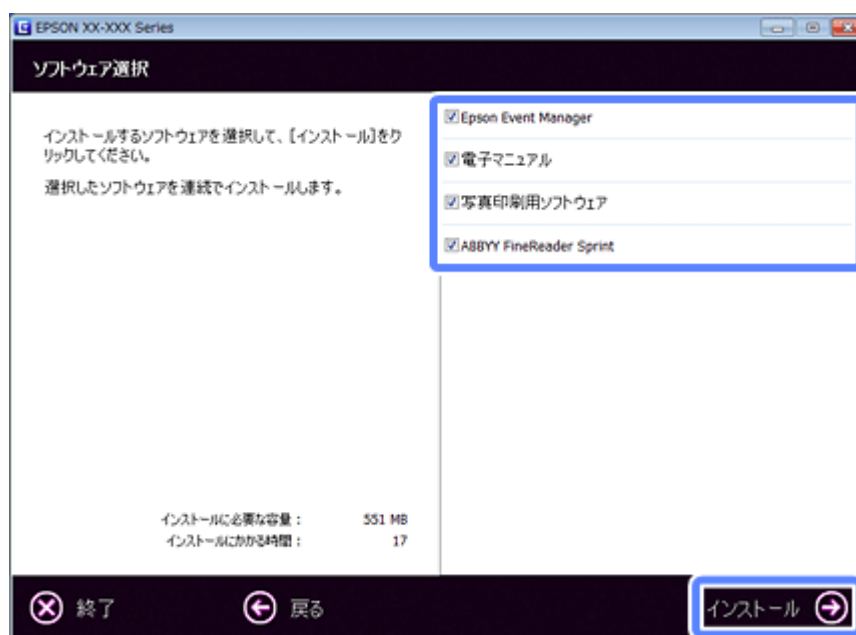 EPSON XX-XXX Series
ソフトウェア選択
インストールするソフトウェアを選択して、[インストール]をク
リックしてください。
選択したソフトウェアを連続でインストールします。
Epson Event Manager
電子マニュアル
写真印刷用ソフトウェア
ABBYY FineReader Sprint
インストールに必要な容量： 551 MB
インストールにかかる時間： 17
終了
戻る
インストール